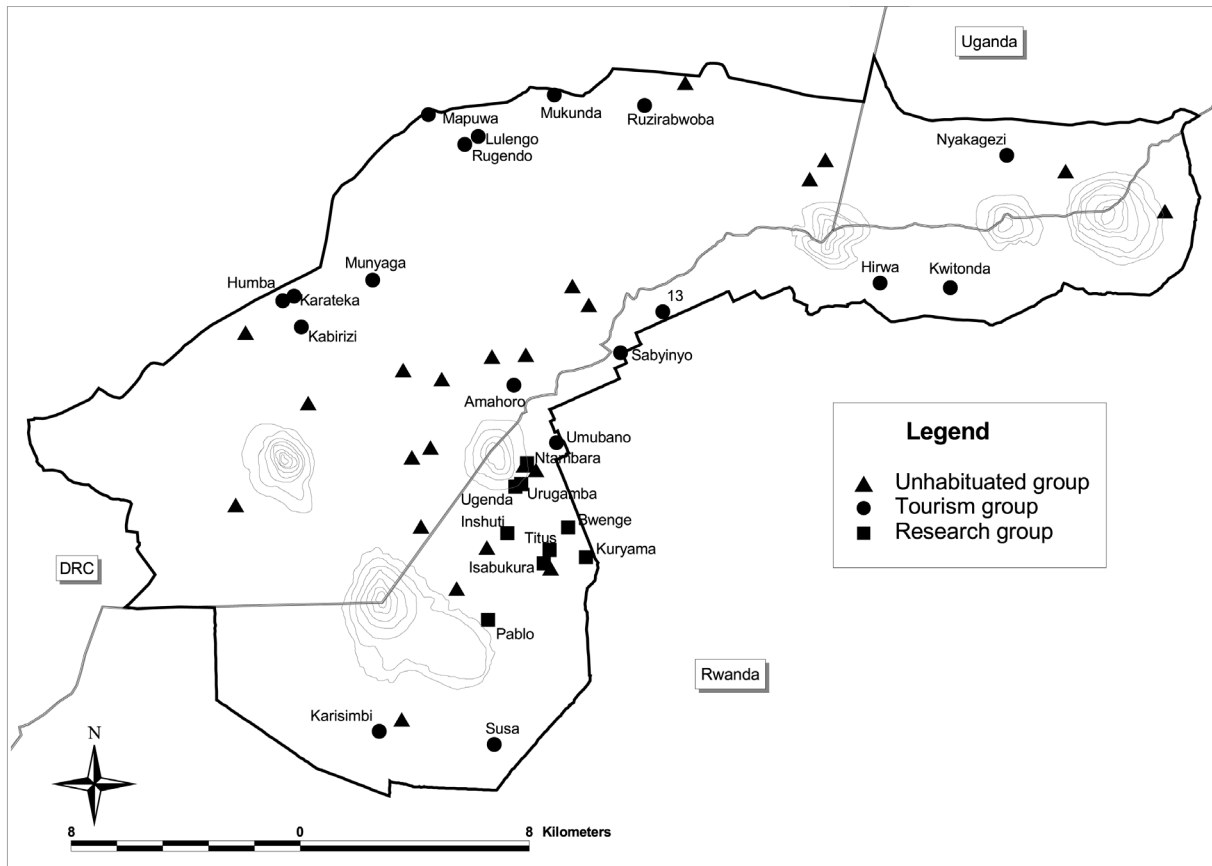 Uganda
Mukunda
Mapuwa
Ruzirabwoba
Lulengo
Rugendo
Nyakagezi
Munyaga
Humba
Karateka
Hirwa
Kwitonda
13
Kabirizi
Sabyinyo
Amahoro
Umubano
Ntambara
Ugenda
Urugamba
Inshuti
Bwenge
Titus
Kuryama
Isabukura
DRC
Pablo
Rwanda
Karisimbi
Susa
Legend
Unhabituated group
Tourism group
Research group
N
8 0 8 Kilometers